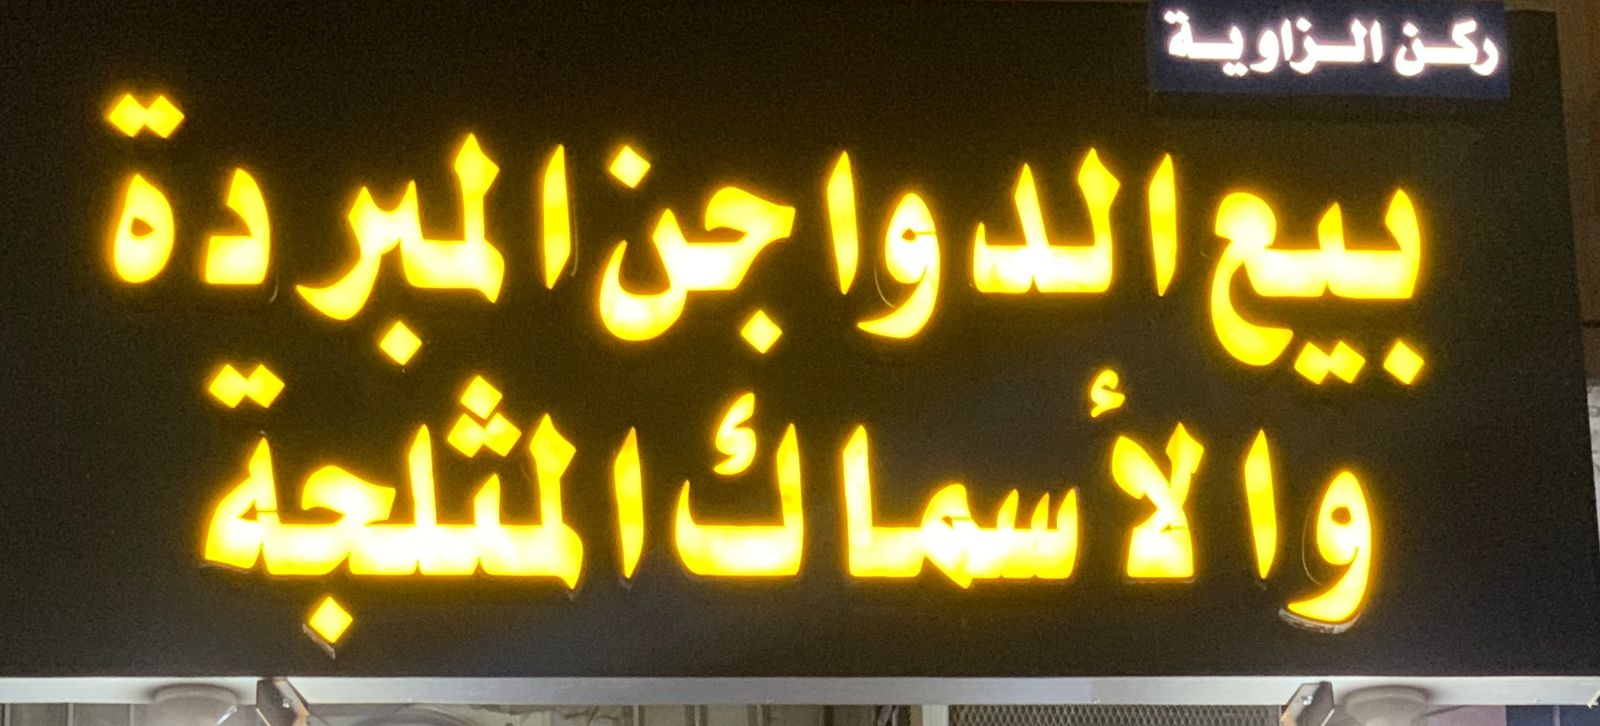 ركن الزاوية
بيع الدواجن المبردة
والأسماك المثلجة